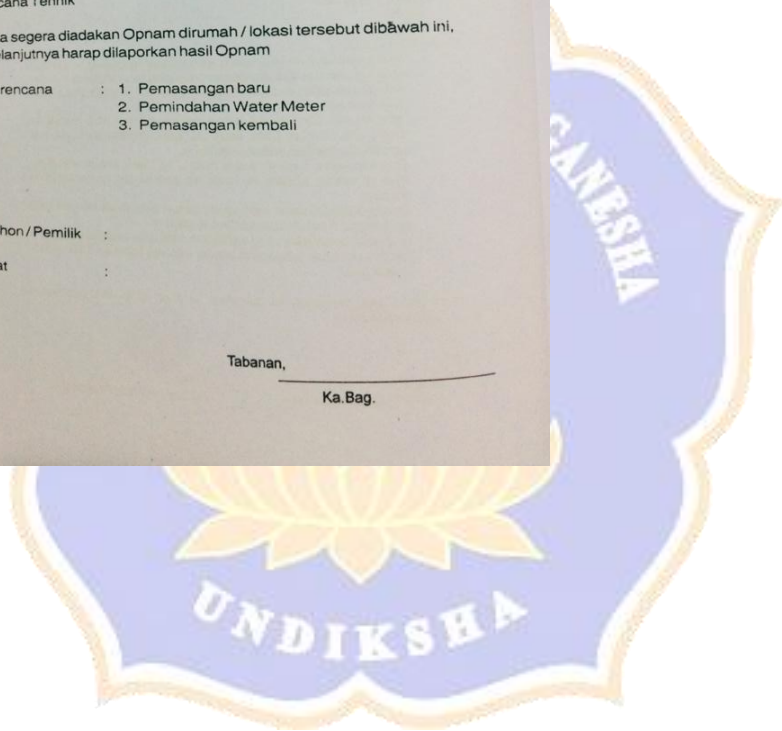 a segera diadakan Opnam dirumah / lokasi tersebut dibawah ini,
lanjutnya harap dilaporkan hasil Opnam
rencana : 1. Pemasangan baru
2. Pemindahan Water Meter
3. Pemasangan kembali
hon / Pemilik :
at :
Tabanan,
Ka.Bag.
GANESHA
UNDIKSHA